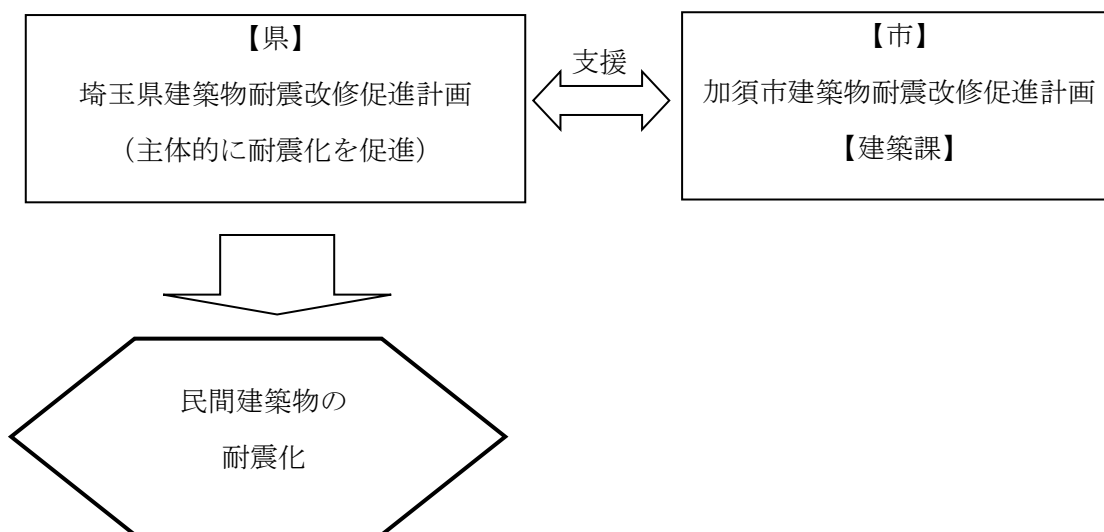 【県】
埼玉県建築物耐震改修促進計画
（主体的に耐震化を促進）
支援
【市】
加須市建築物耐震改修促進計画
【建築課】
民間建築物の
耐震化